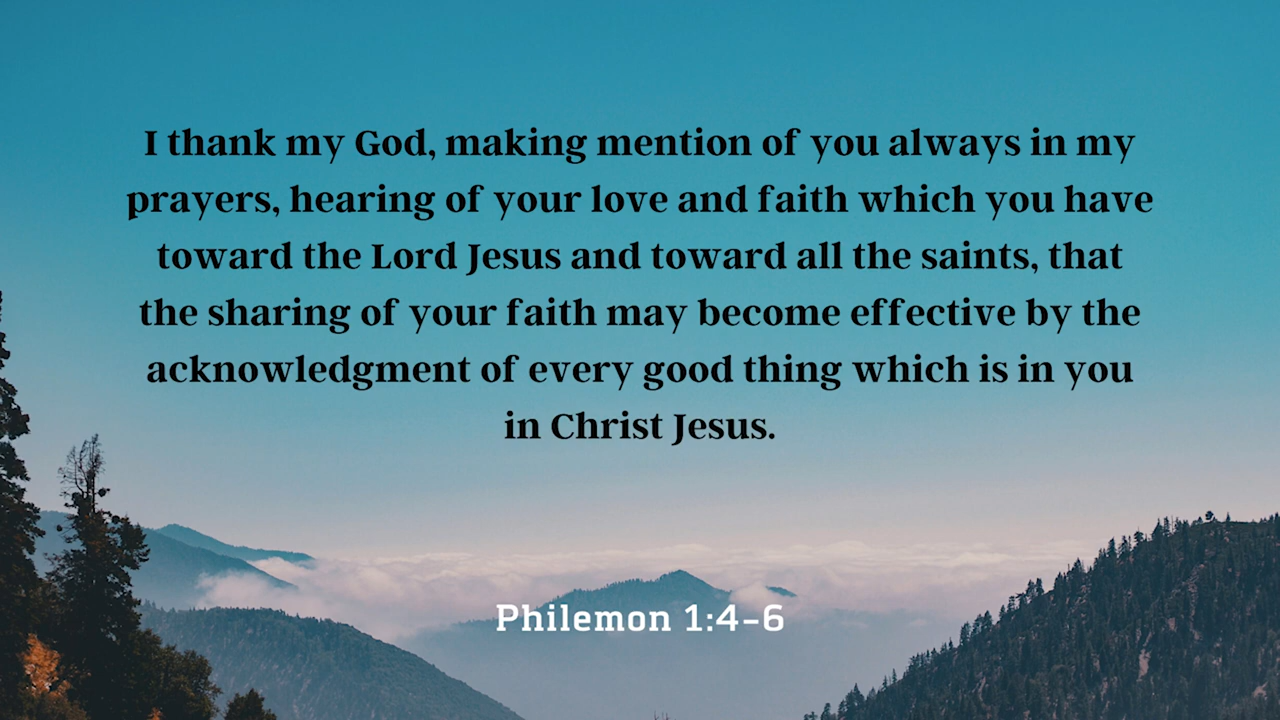 I thank my God, making mention of you always in my
prayers, hearing of your love and faith which you have
toward the Lord Jesus and toward all the saints, that
the sharing of your faith may become effective by the
acknowledgment of every good thing which is in you
in Christ Jesus.
Philemon 1:4-6